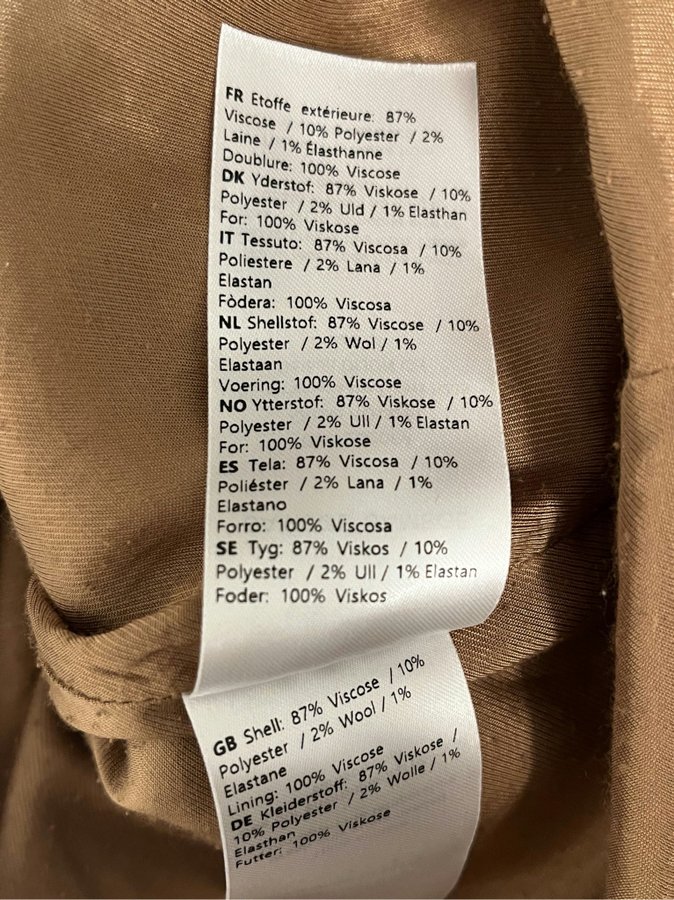 FR Etoffe extérieure: 87%
Viscose / 10% Polyester / 2%
Laine / 1% Élasthanne
Doublure: 100% Viscose
DK Yderstof: 87% Viskose / 10%
Polyester / 2% Uld / 1% Elasthan
For: 100% Viskose
IT Tessuto: 87% Viscosa / 10%
Poliestere / 2% Lana / 1%
Elastan
Fòdera: 100% Viscosa
NL Shellstof: 87% Viscose / 10%
Polyester / 2% Wol / 1%
Elastaan
Voering: 100% Viscose
NO Ytterstof: 87% Viskose / 10%
Polyester / 2% Ull / 1% Elastan
For: 100% Viskose
ES Tela: 87% Viscosa / 10%
Poliéster / 2% Lana / 1%
Elastano
Forro: 100% Viscosa
SE Tyg: 87% Viskos / 10%
Polyester / 2% Ull / 1% Elastan
Foder: 100% Viskos
GB Shell: 87% Viscose / 10%
Polyester / 2% Wool / 1%
Elastane
Lining: 100% Viscose
DE Kleiderstoff: 87% Viskose /
10% Polyester / 2% Wolle / 1%
Elasthan
Futter: 100% Viskose